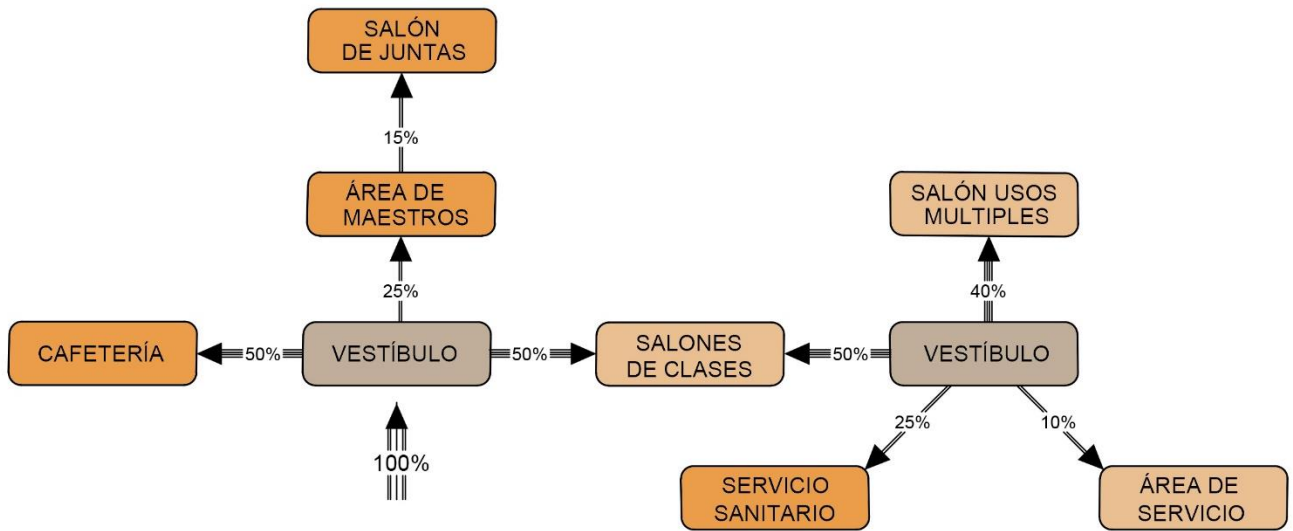 SALÓN
DE JUNTAS
15%
ÁREA DE
MAESTROS
SALÓN USOS
MULTIPLES
25%
40%
CAFETERÍA
50%
VESTÍBULO
50%
SALONES
DE CLASES
50%
VESTÍBULO
25%
10%
100%
SERVICIO
SANITARIO
ÁREA DE
SERVICIO